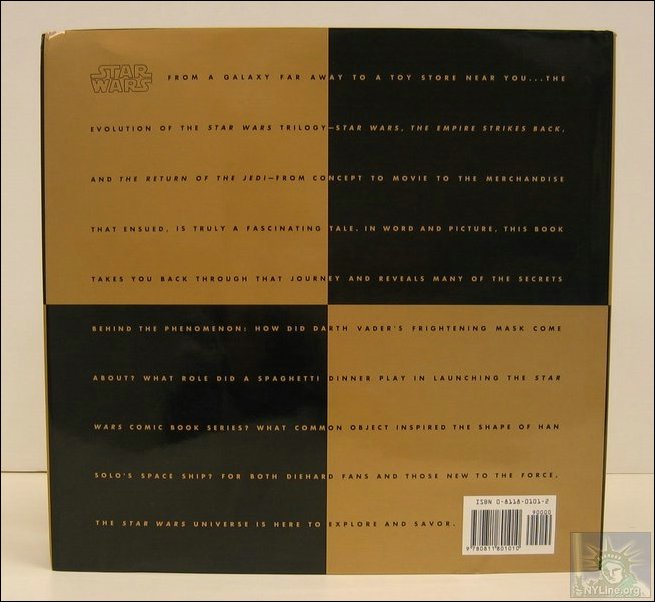 STAR WARS FROM A GALAXY FAR AWAY TO A TOY STORE NEAR YOU...THE
EVOLUTION OF THE STAR WARS TRILOGY—STAR WARS, THE EMPIRE STRIKES BACK,
AND THE RETURN OF THE JEDI—FROM CONCEPT TO MOVIE TO THE MERCHANDISE
THAT ENSUED, IS TRULY A FASCINATING TALE. IN WORD AND PICTURE, THIS BOOK
TAKES YOU BACK THROUGH THAT JOURNEY AND REVEALS MANY OF THE SECRETS
BEHIND THE PHENOMENON: HOW DID DARTH VADER'S FRIGHTENING MASK COME
ABOUT? WHAT ROLE DID A SPAGHETTI DINNER PLAY IN LAUNCHING THE STAR
WARS COMIC BOOK SERIES? WHAT COMMON OBJECT INSPIRED THE SHAPE OF HAN
SOLO'S SPACE SHIP? FOR BOTH DIEHARD FANS AND THOSE NEW TO THE FORCE,
THE STAR WARS UNIVERSE IS HERE TO EXPLORE AND SAVOR.
ISBN 0-8118-0101-2
90000
9 780811 801010
NYLine.org